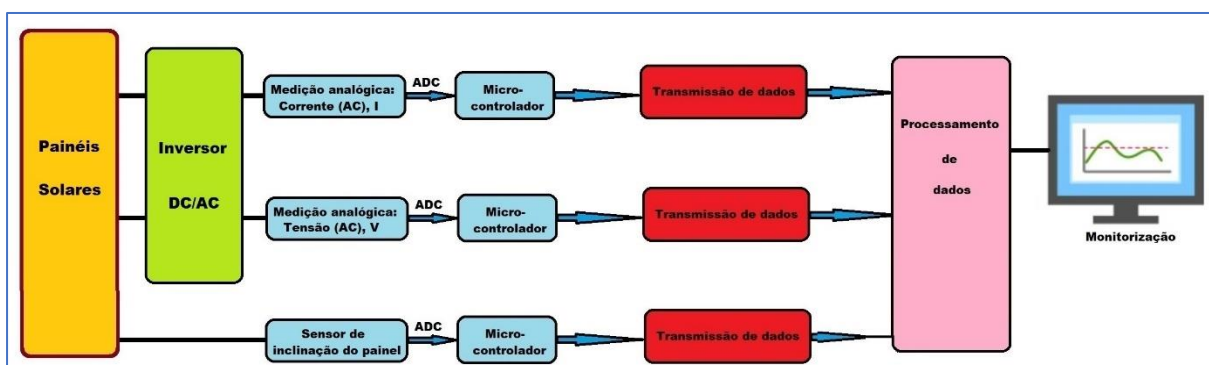 Painéis
Solares
Inversor
DC/AC
Medição analógica:
Corrente (AC), I
ADC
Micro-
controlador
Transmissão de dados
Medição analógica:
Tensão (AC), V
ADC
Micro-
controlador
Transmissão de dados
Sensor de
inclinação do painel
ADC
Micro-
controlador
Transmissão de dados
Processamento
de
dados
Monitorização